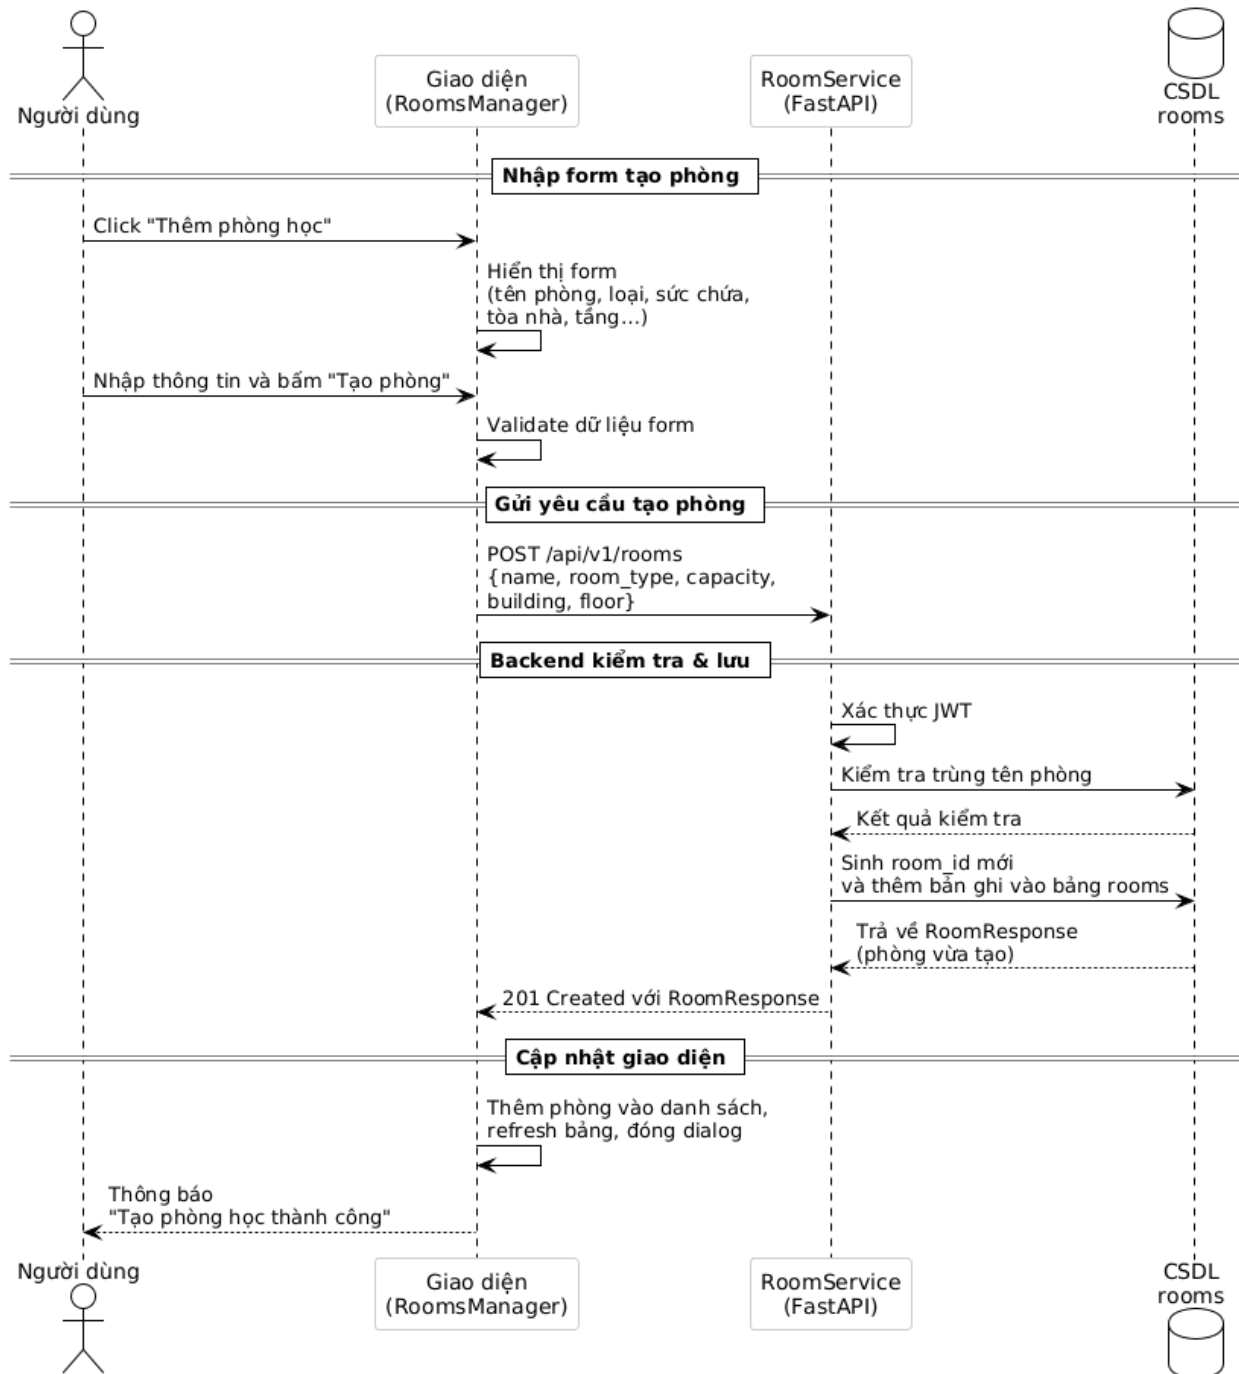 Người dùng
Giao diện
(RoomsManager)
RoomService
(FastAPI)
CSDL
rooms
Nhập form tạo phòng
Click "Thêm phòng học"
Hiển thị form
(tên phòng, loại, sức chứa,
tòa nhà, tầng...)
Nhập thông tin và bấm "Tạo phòng"
Validate dữ liệu form
Gửi yêu cầu tạo phòng
POST /api/v1/rooms
{name, room_type, capacity,
building, floor}
Backend kiểm tra & lưu
Xác thực JWT
Kiểm tra trùng tên phòng
Kết quả kiểm tra
Sinh room_id mới
và thêm bản ghi vào bảng rooms
Trả về RoomResponse
(phòng vừa tạo)
201 Created với RoomResponse
Cập nhật giao diện
Thêm phòng vào danh sách,
refresh bảng, đóng dialog
Thông báo
"Tạo phòng học thành công"
Người dùng
Giao diện
(RoomsManager)
RoomService
(FastAPI)
CSDL
rooms